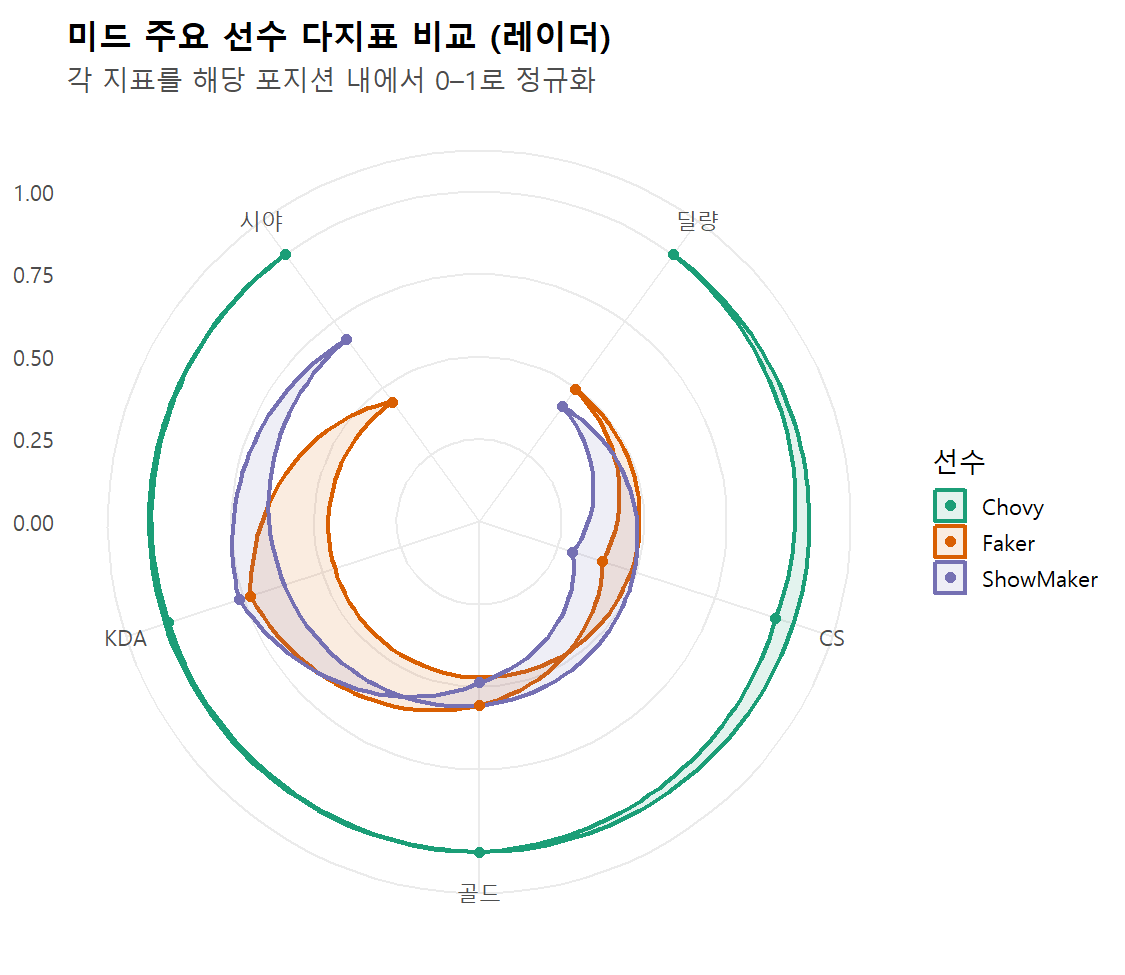 미드 주요 선수 다지표 비교 (레이더)
각 지표를 해당 포지션 내에서 0–1로 정규화
1.00
0.75
0.50
0.25
0.00
시야
딜량
KDA
CS
골드
선수
Chovy
Faker
ShowMaker